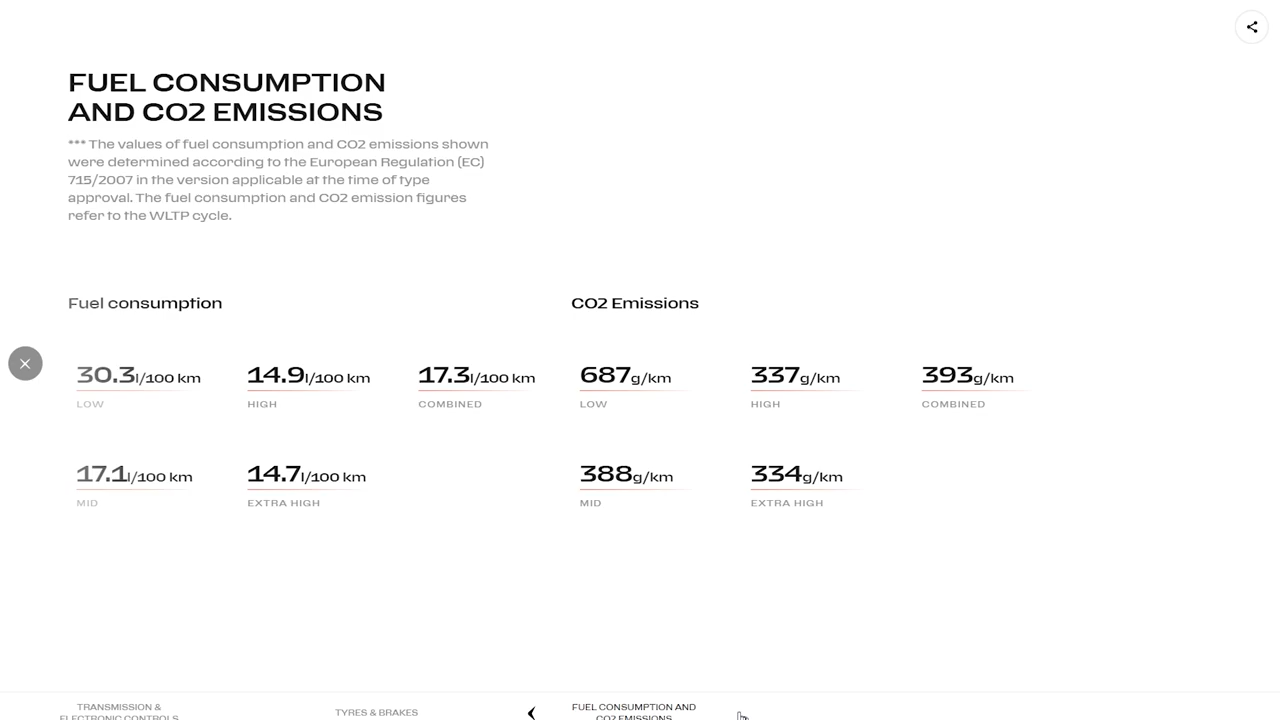 FUEL CONSUMPTION
AND CO2 EMISSIONS
*** The values of fuel consumption and CO2 emissions shown
were determined according to the European Regulation (EC)
715/2007 in the version applicable at the time of type
approval. The fuel consumption and CO2 emission figures
refer to the WLTP cycle.
Fuel consumption
30.3l/100 km
LOW
14.9l/100 km
HIGH
17.3l/100 km
COMBINED
17.1l/100 km
MID
14.7l/100 km
EXTRA HIGH
CO2 Emissions
687g/km
LOW
337g/km
HIGH
393g/km
COMBINED
388g/km
MID
334g/km
EXTRA HIGH
TRANSMISSION &
ELECTRONIC CONTROLS
TYRES & BRAKES
FUEL CONSUMPTION AND
CO2 EMISSIONS